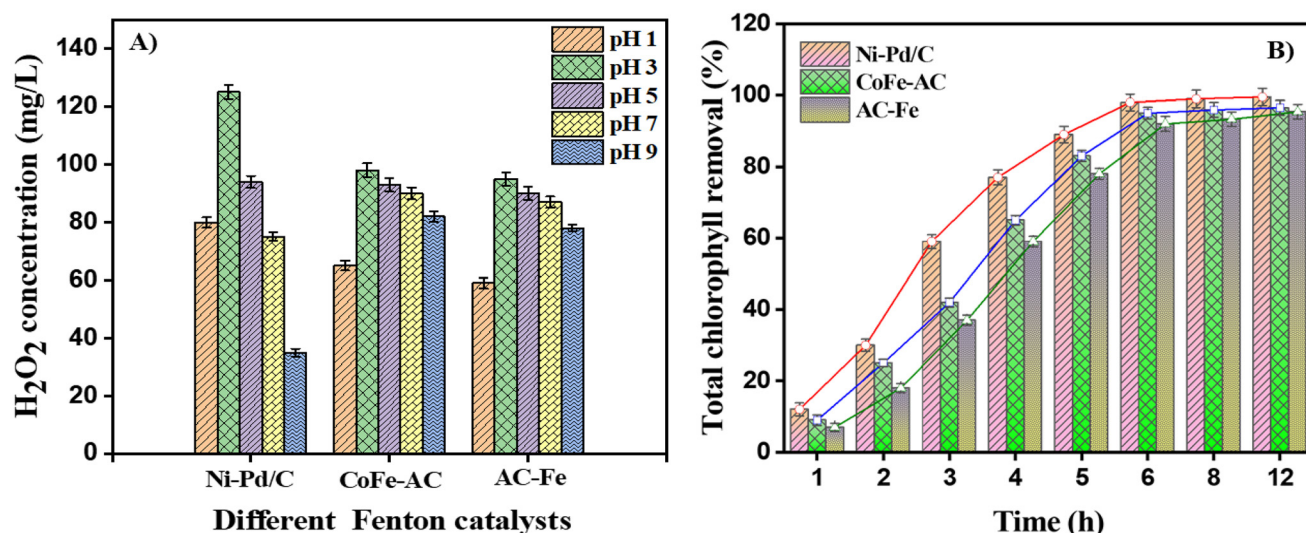 A)
pH 1
pH 3
pH 5
pH 7
pH 9
H₂O₂ concentration (mg/L)
140
120
100
80
60
40
20
0
Ni-Pd/C CoFe-AC AC-Fe
Different Fenton catalysts
B)
Ni-Pd/C
CoFe-AC
AC-Fe
Total chlorophyll removal (%)
120
100
80
60
40
20
0
1 2 3 4 5 6 8 12
Time (h)